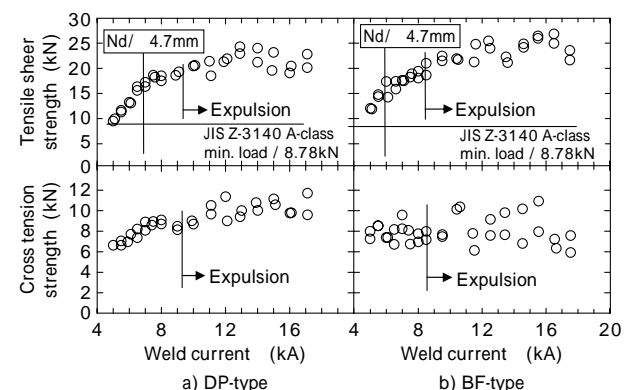 Tensile sheer
strength (kN)
30
25
20
15
10
5
0
Nd/ 4.7mm
Expulsion
JIS Z-3140 A-class
min. load / 8.78kN
Nd/ 4.7mm
Expulsion
JIS Z-3140 A-class
min. load / 8.78kN
Cross tension
strength (kN)
12
10
8
6
4
2
0
Expulsion
Expulsion
4 8 12 16 4 8 12 16 20
Weld current (kA) Weld current (kA)
a) DP-type b) BF-type